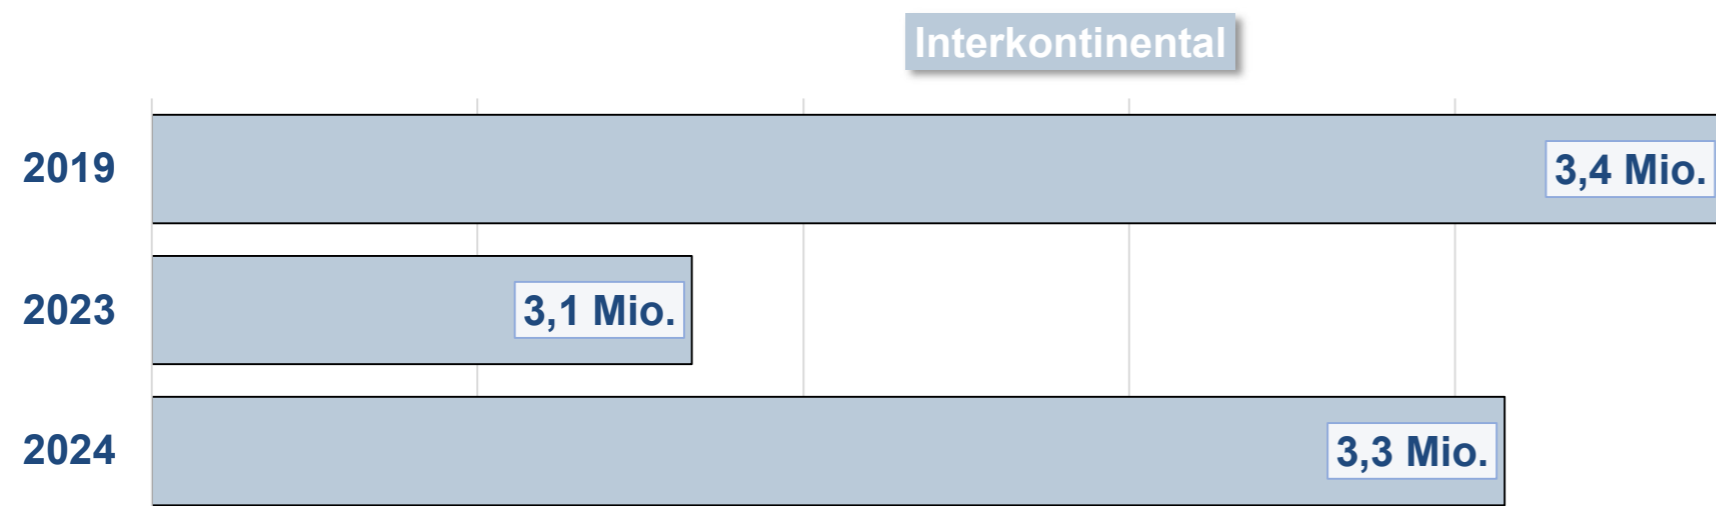 Interkontinental
2019
3,4 Mio.
2023
3,1 Mio.
2024
3,3 Mio.